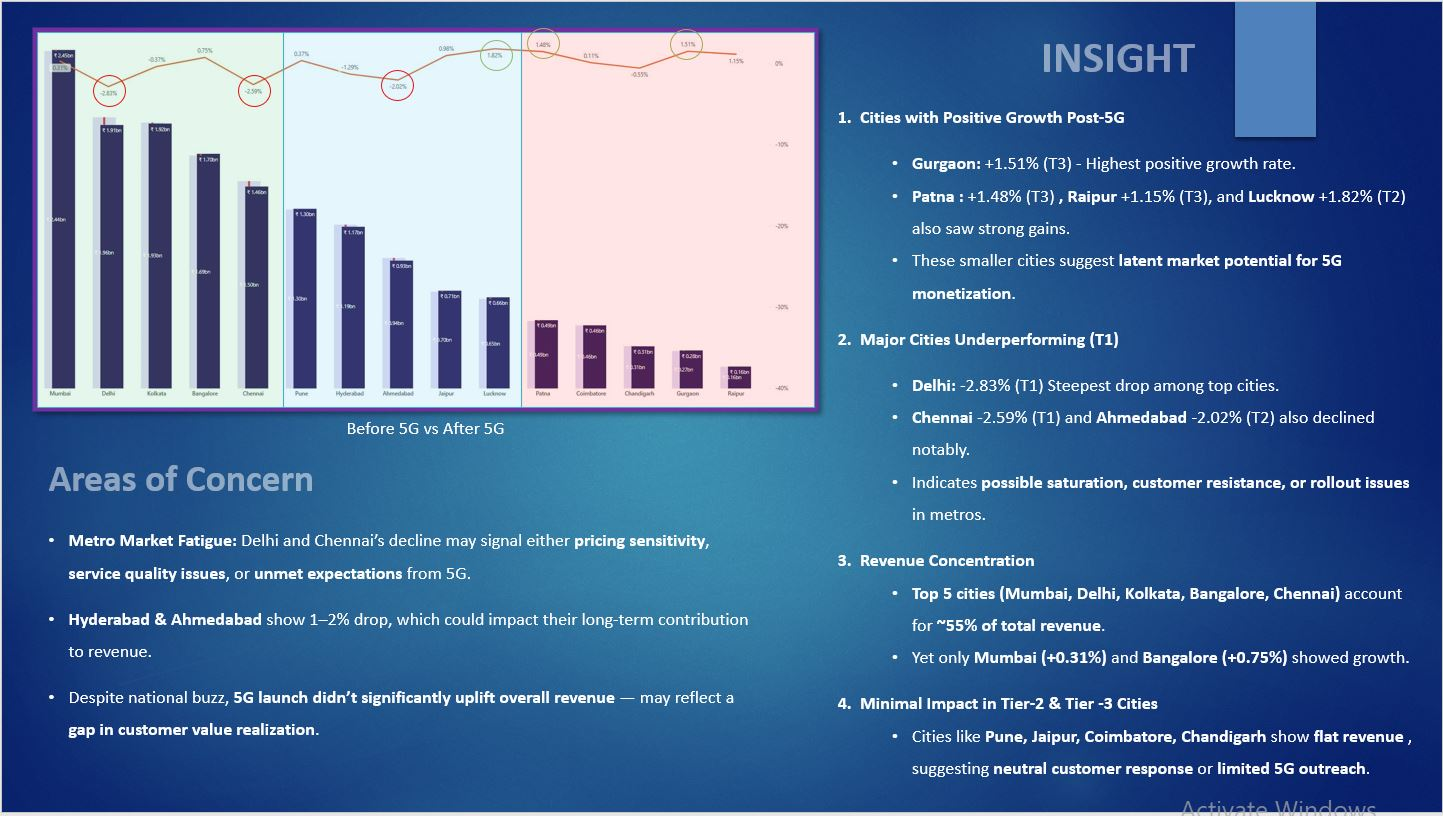 INSIGHT
₹ 2.45bn
0.31%
-2.83%
-0.37%
0.75%
-2.59%
0.37%
-1.29%
-2.02%
0.98%
1.82%
1.48%
0.11%
-0.55%
1.51%
1.15%
0%
-10%
-20%
-30%
-40%
₹ 1.91bn
₹ 1.92bn
₹ 1.70bn
₹ 1.46bn
₹ 1.30bn
₹ 1.17bn
₹ 0.93bn
₹ 0.71bn
₹ 0.66bn
₹ 0.49bn
₹ 0.46bn
₹ 0.31bn
₹ 0.28bn
₹ 0.16bn
Mumbai
Delhi
Kolkata
Bangalore
Chennai
Pune
Hyderabad
Ahmedabad
Jaipur
Lucknow
Patna
Coimbatore
Chandigarh
Gurgaon
Raipur
Before 5G vs After 5G
Areas of Concern
• Metro Market Fatigue: Delhi and Chennai’s decline may signal either pricing sensitivity,
service quality issues, or unmet expectations from 5G.
• Hyderabad & Ahmedabad show 1–2% drop, which could impact their long-term contribution
to revenue.
• Despite national buzz, 5G launch didn’t significantly uplift overall revenue — may reflect a
gap in customer value realization.
1. Cities with Positive Growth Post-5G
• Gurgaon: +1.51% (T3) - Highest positive growth rate.
• Patna : +1.48% (T3) , Raipur +1.15% (T3), and Lucknow +1.82% (T2)
also saw strong gains.
• These smaller cities suggest latent market potential for 5G
monetization.
2. Major Cities Underperforming (T1)
• Delhi: -2.83% (T1) Steepest drop among top cities.
• Chennai -2.59% (T1) and Ahmedabad -2.02% (T2) also declined
notably.
• Indicates possible saturation, customer resistance, or rollout issues
in metros.
3. Revenue Concentration
• Top 5 cities (Mumbai, Delhi, Kolkata, Bangalore, Chennai) account
for ~55% of total revenue.
• Yet only Mumbai (+0.31%) and Bangalore (+0.75%) showed growth.
4. Minimal Impact in Tier-2 & Tier -3 Cities
• Cities like Pune, Jaipur, Coimbatore, Chandigarh show flat revenue ,
suggesting neutral customer response or limited 5G outreach.
Activate Windows